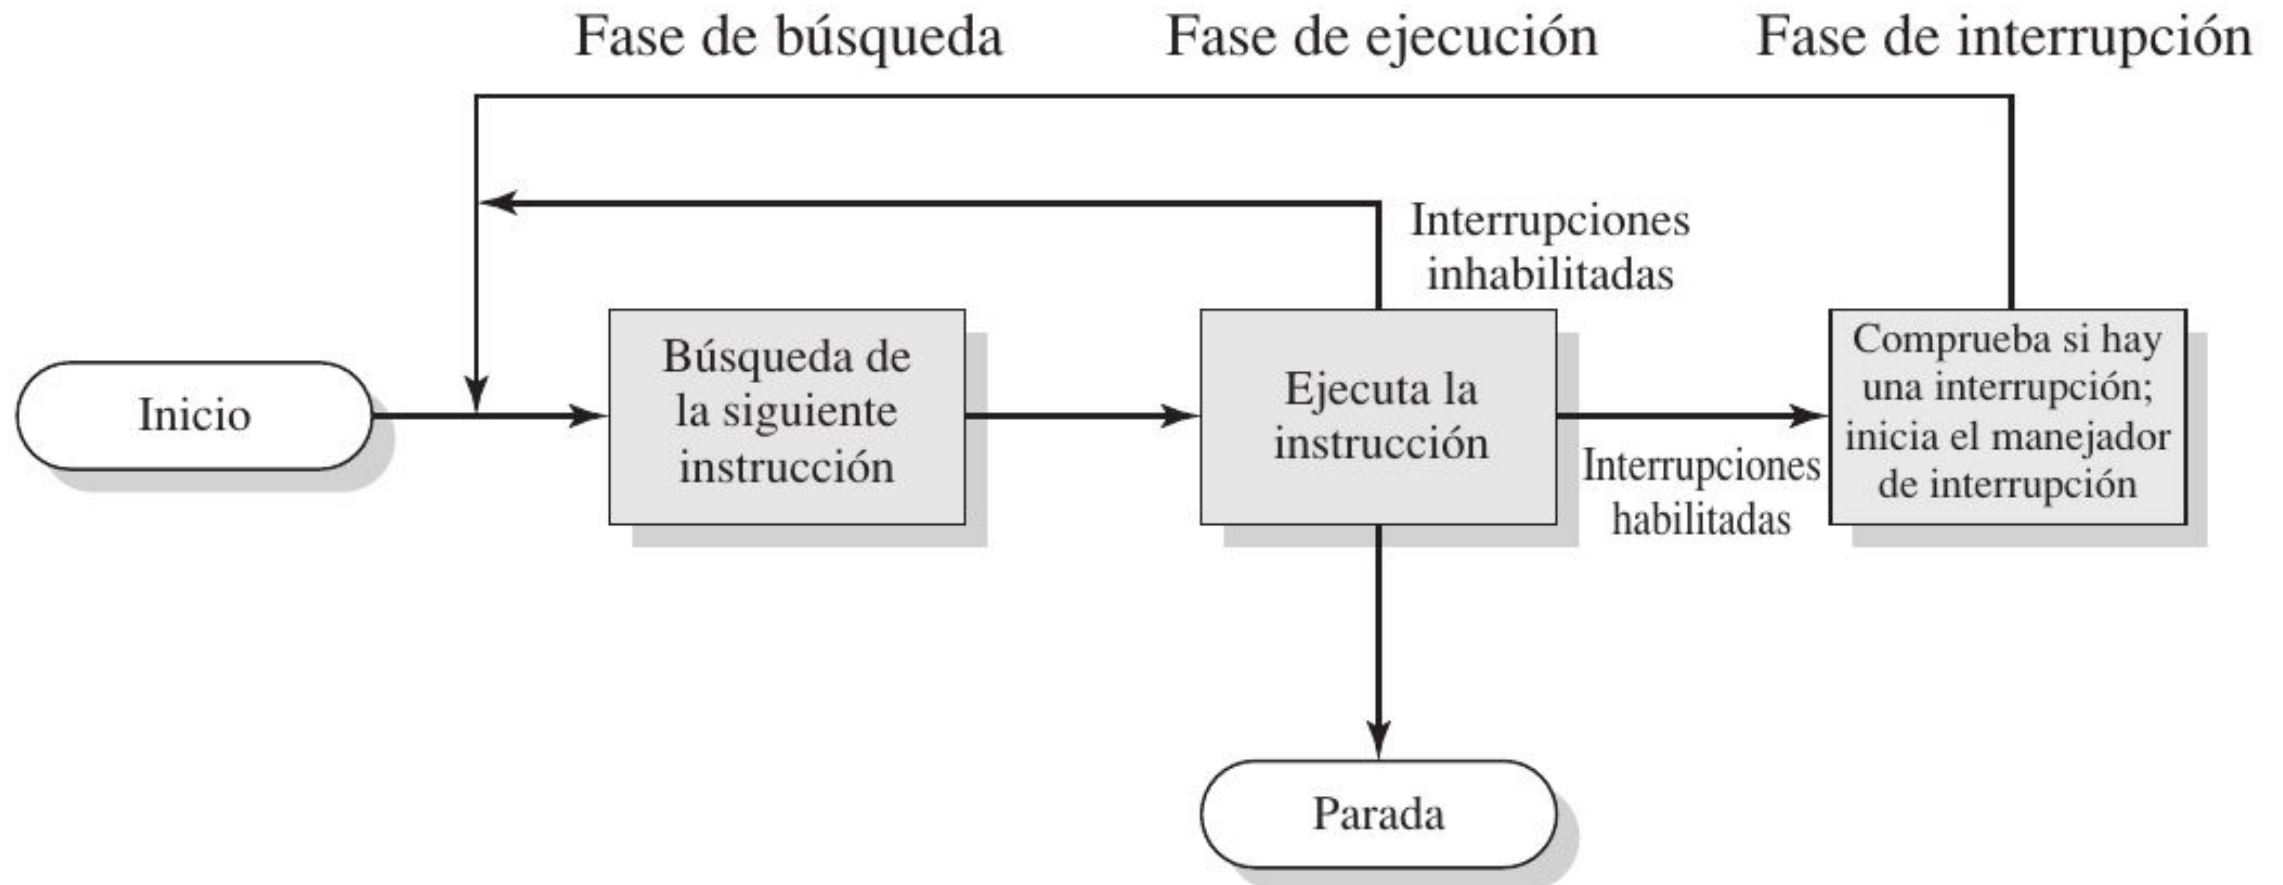 Fase de búsqueda
Fase de ejecución
Fase de interrupción
Interrupciones
inhabilitadas
Inicio
Búsqueda de
la siguiente
instrucción
Ejecuta la
instrucción
Interrupciones
habilitadas
Comprueba si hay
una interrupción;
inicia el manejador
de interrupción
Parada